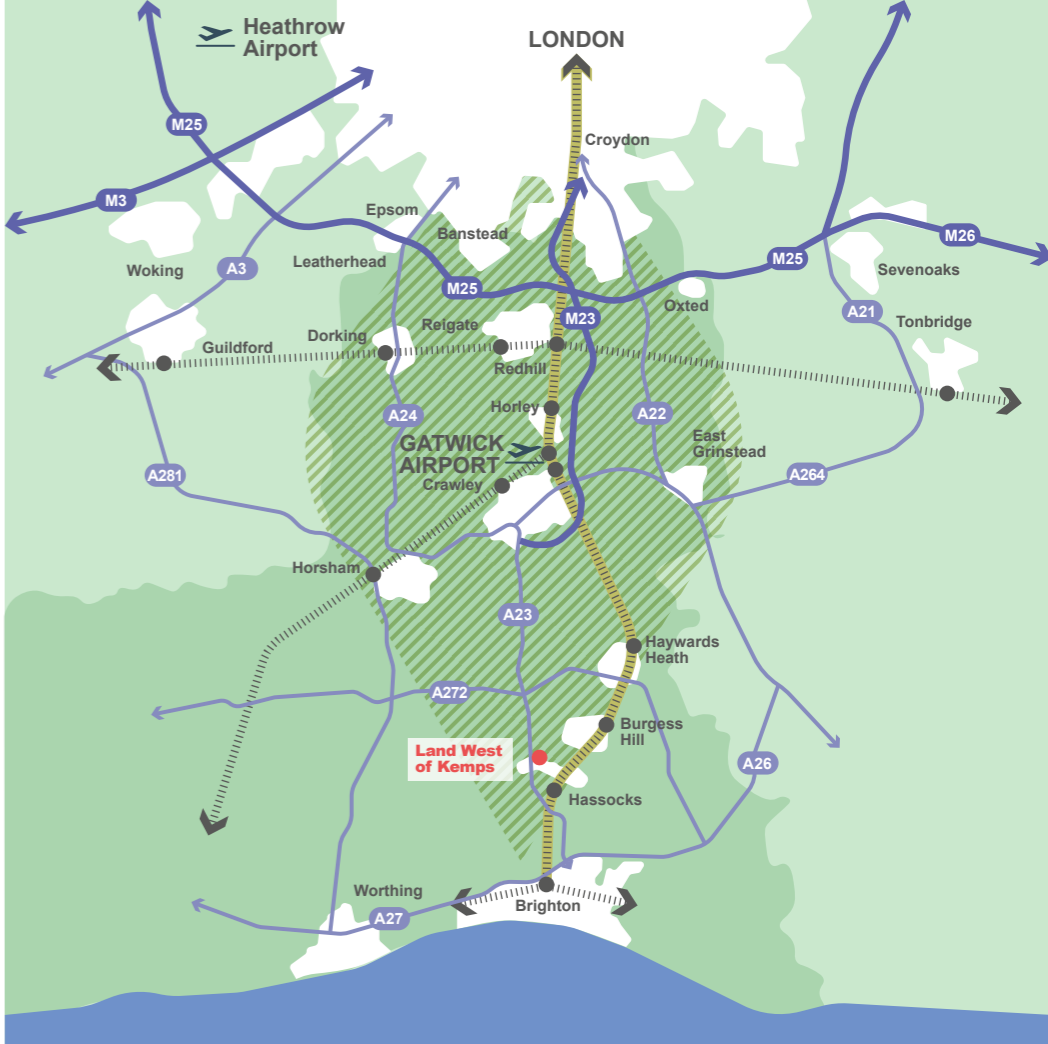 Heathrow
Airport
LONDON
M25
Croydon
M3
Epsom
Banstead
M26
Woking
A3
Leatherhead
M25
M25
Sevenoaks
Oxted
A21
Tonbridge
M23
Reigate
Dorking
Guildford
Redhill
Horley
A24
A22
GATWICK
AIRPORT
East
Grinstead
A281
A264
Crawley
Horsham
A23
Haywards
Heath
A272
Burgess
Hill
Land West
of Kemps
A26
Hassocks
Worthing
Brighton
A27